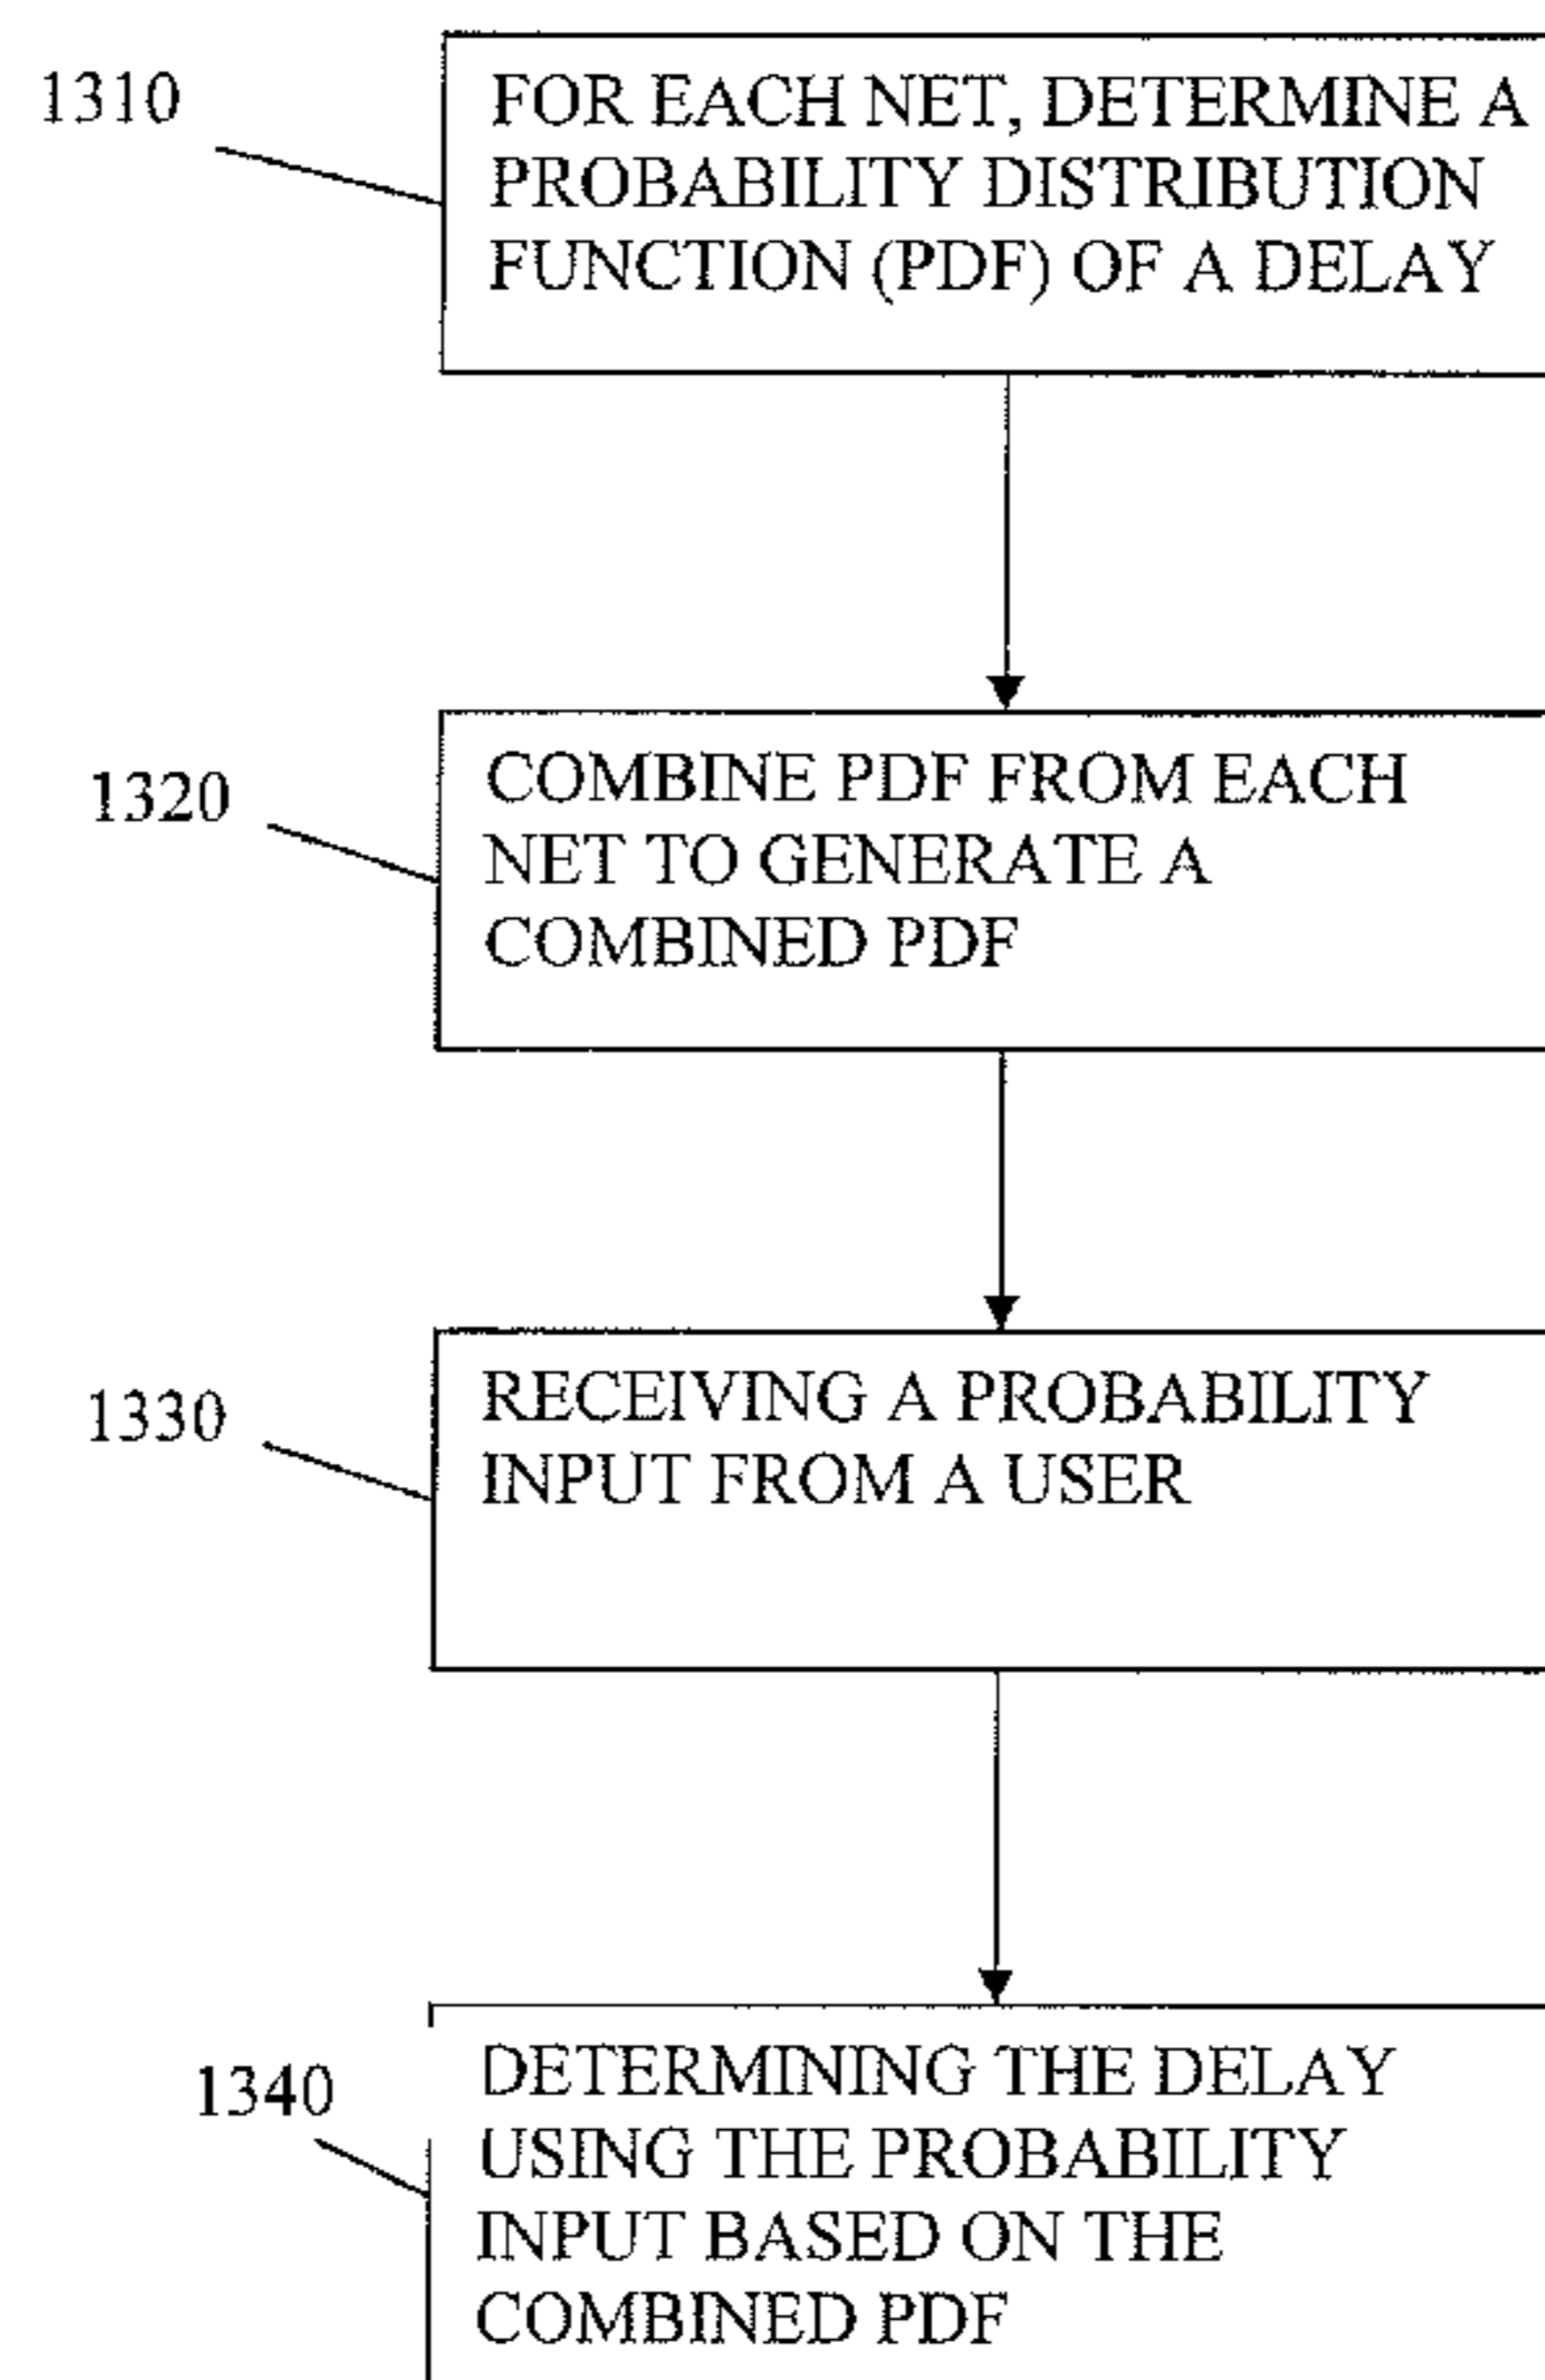 1310
FOR EACH NET, DETERMINE A
PROBABILITY DISTRIBUTION
FUNCTION (PDF) OF A DELAY
1320
COMBINE PDF FROM EACH
NET TO GENERATE A
COMBINED PDF
1330
RECEIVING A PROBABILITY
INPUT FROM A USER
1340
DETERMINING THE DELAY
USING THE PROBABILITY
INPUT BASED ON THE
COMBINED PDF